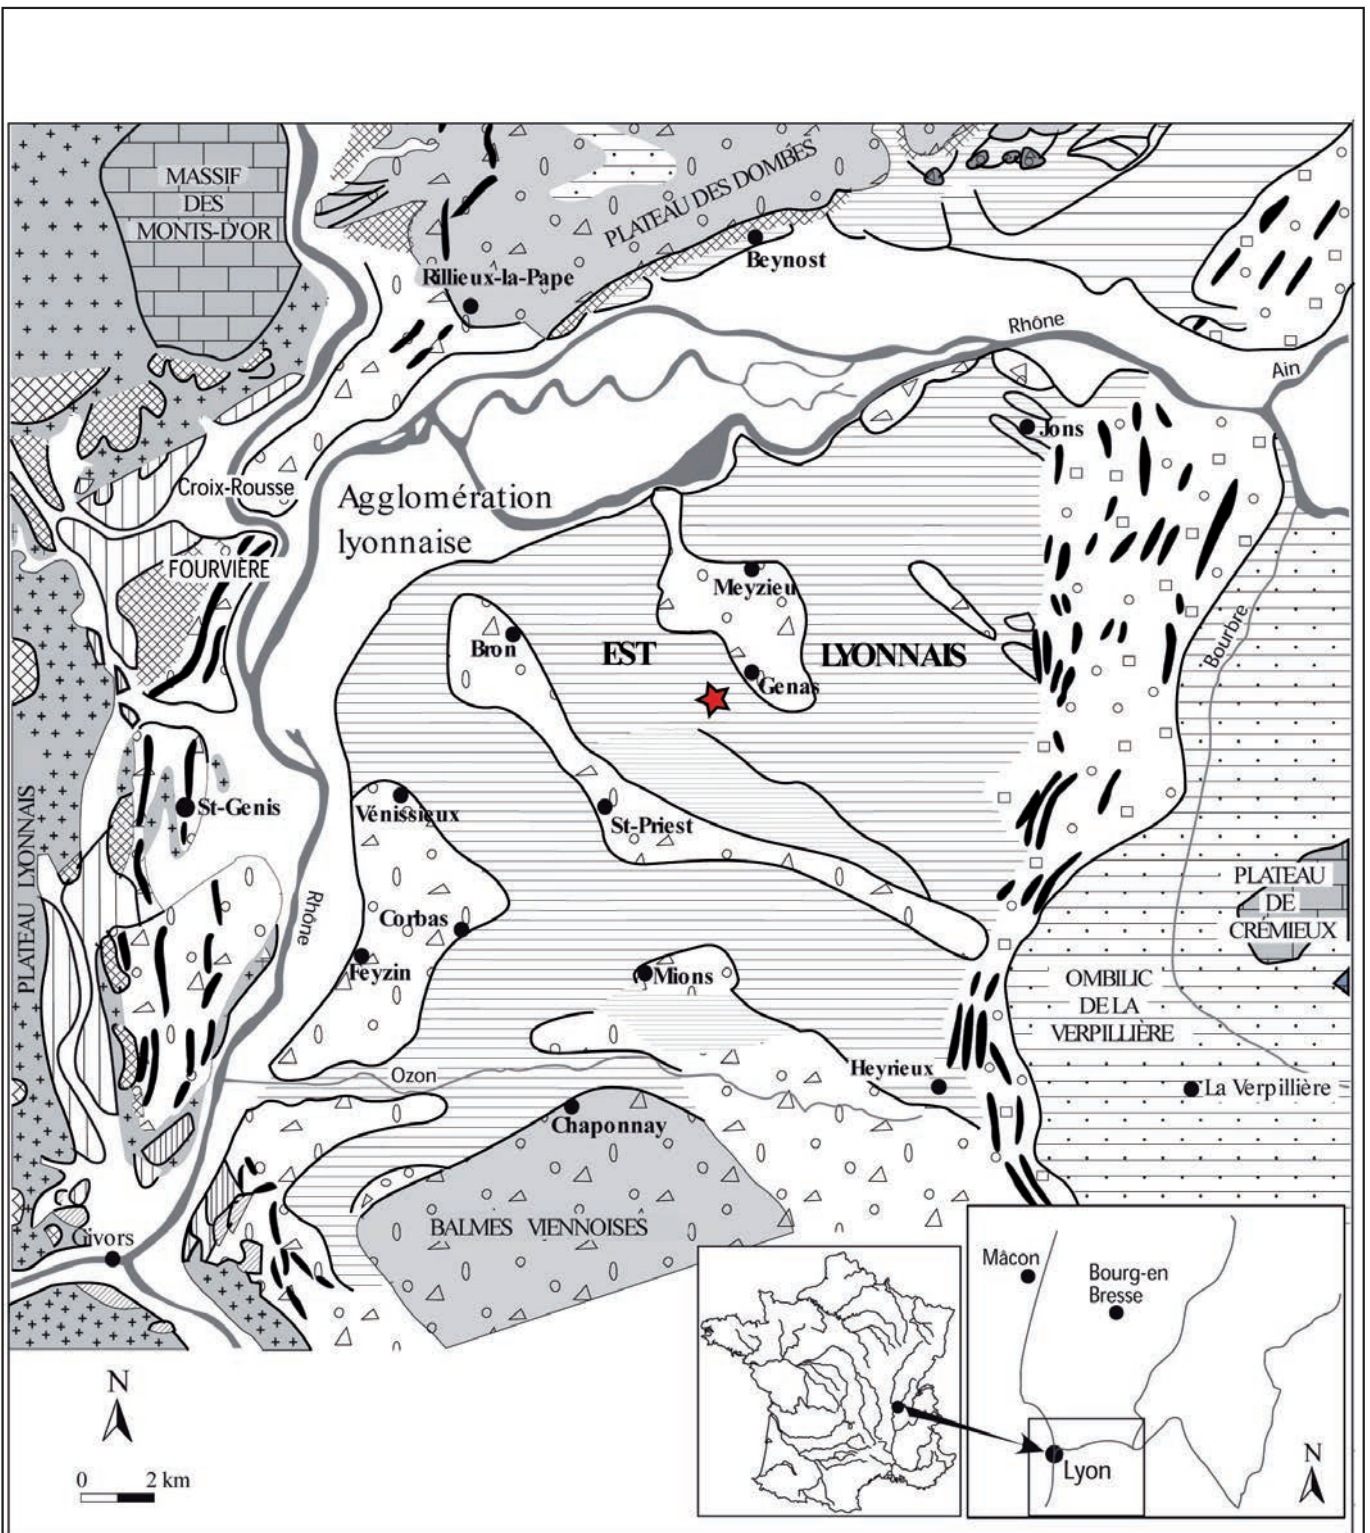 MASSIF
DES
MONTS-D'OR
PLATEAU DES DOMBES
Beynost
Rillieux-la-Pape
Rhône
Ain
Jons
Croix-Rousse
Agglomération
lyonnaise
FOURVIÈRE
Meyzieu
Bron
EST
LYONNAIS
Genas
Bourbre
St-Genis
Vénissieux
St-Priest
PLATEAU LYONNAIS
Rhône
PLATEAU
DE
CRÉMIEUX
Corbas
Feyzin
Mions
OMBILIC
DE LA
VERPILLIÈRE
Ozon
Heyrieux
La Verpillière
Chaponnay
BALMES VIENNOISES
Givors
Mâcon
Bourg-en
Bresse
Lyon
N
N
0 2 km